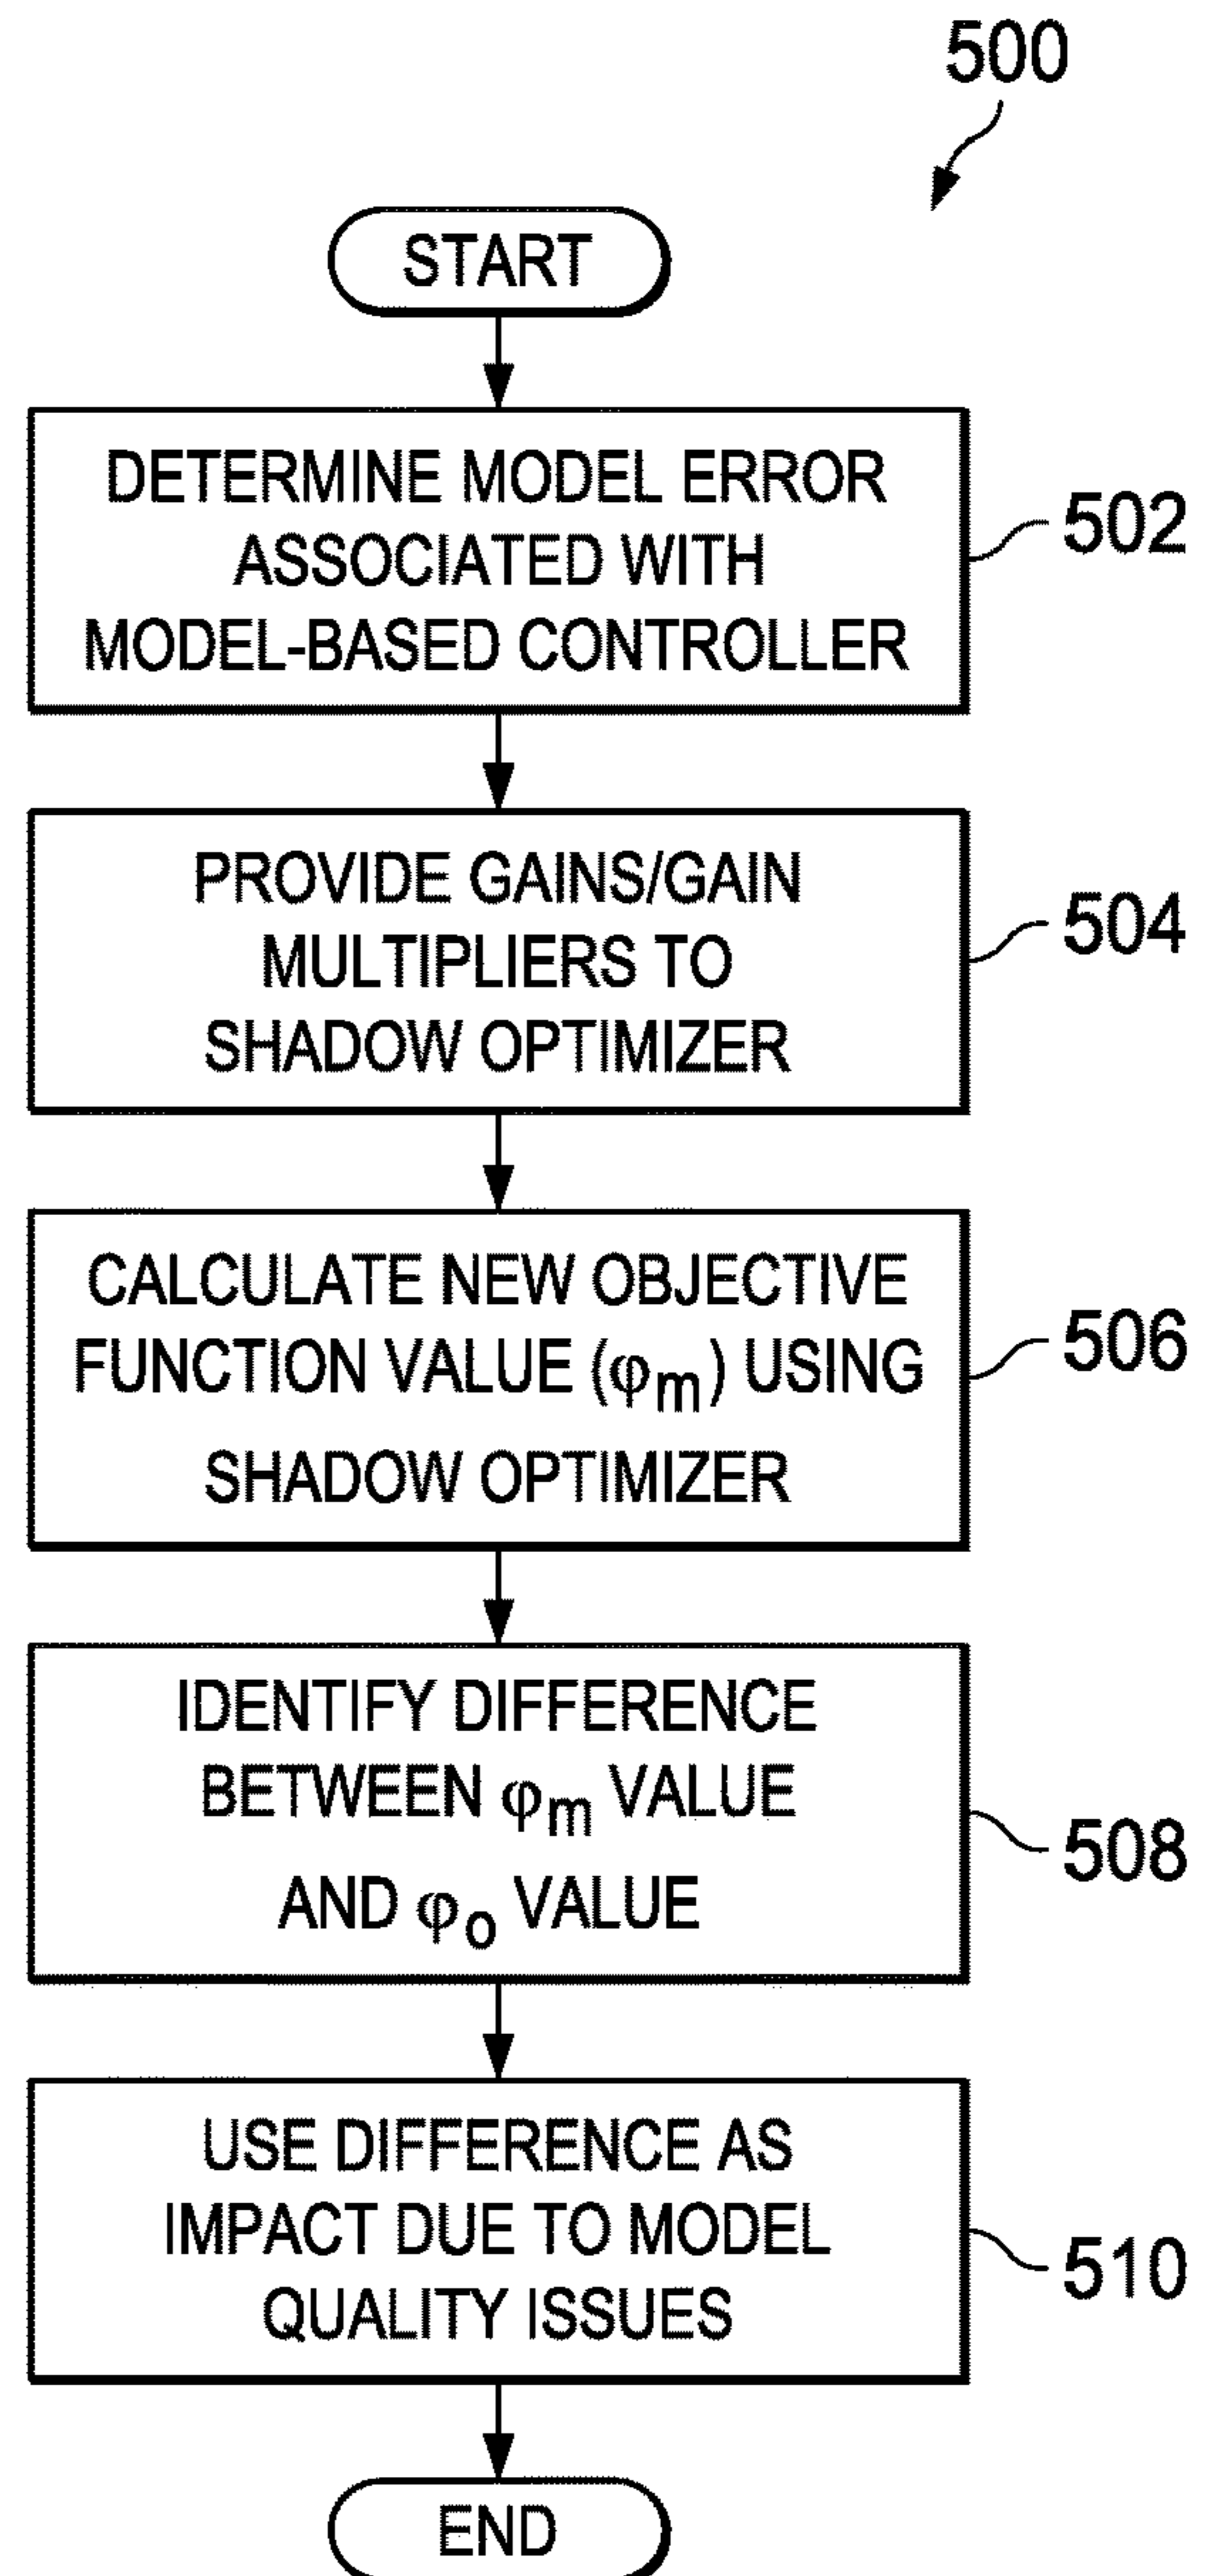 500
START
DETERMINE MODEL ERROR
ASSOCIATED WITH
MODEL-BASED CONTROLLER
502
PROVIDE GAINS/GAIN
MULTIPLIERS TO
SHADOW OPTIMIZER
504
CALCULATE NEW OBJECTIVE
FUNCTION VALUE (φm) USING
SHADOW OPTIMIZER
506
IDENTIFY DIFFERENCE
BETWEEN φm VALUE
AND φo VALUE
508
USE DIFFERENCE AS
IMPACT DUE TO MODEL
QUALITY ISSUES
510
END